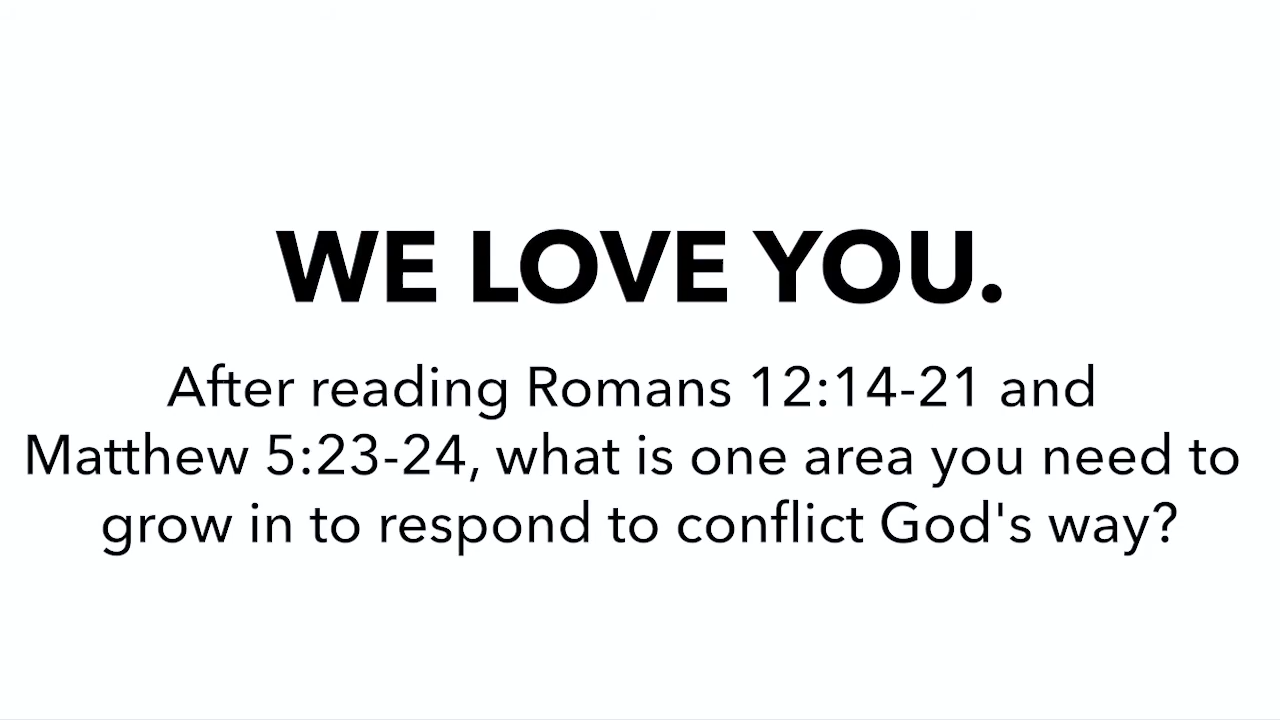 WE LOVE YOU.
After reading Romans 12:14-21 and
Matthew 5:23-24, what is one area you need to
grow in to respond to conflict God's way?